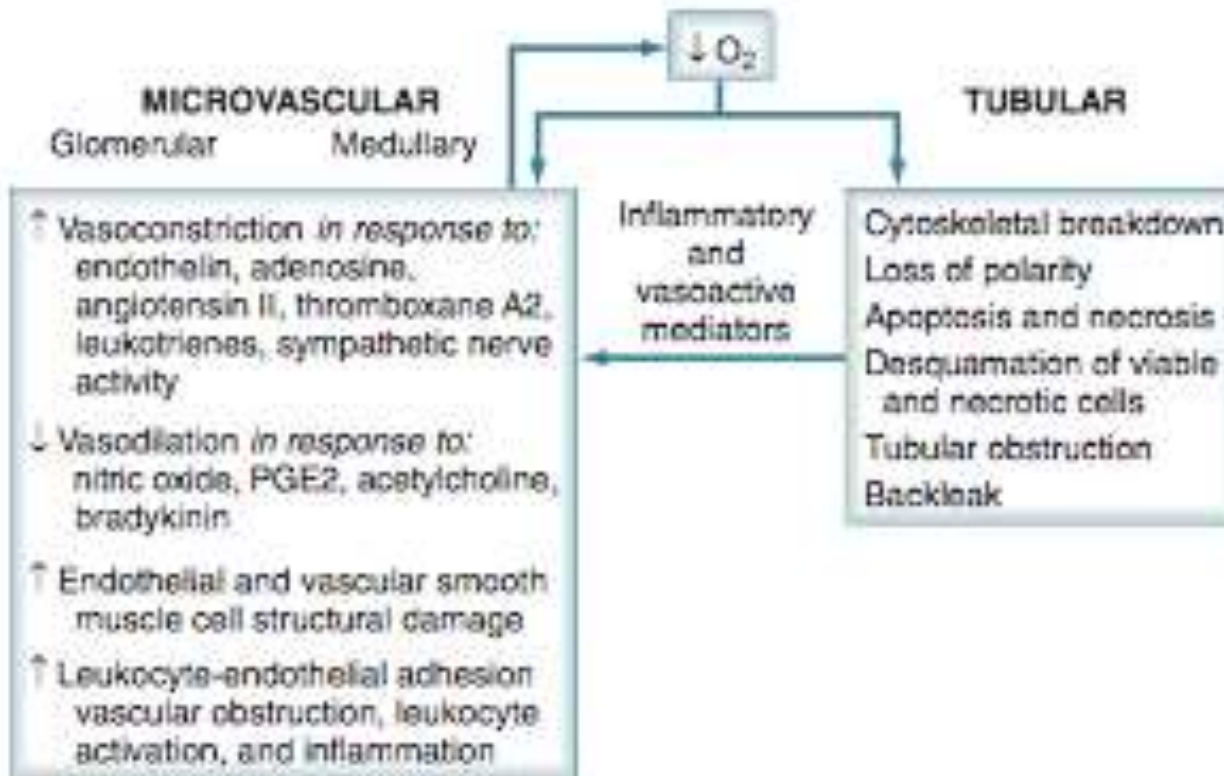 ↓ O₂
MICROVASCULAR
Glomerular Medullary
TUBULAR
↑ Vasoconstriction in response to:
endothelin, adenosine,
angiotensin II, thromboxane A2,
leukotrienes, sympathetic nerve
activity
↓ Vasodilation in response to:
nitric oxide, PGE2, acetylcholine,
bradykinin
↑ Endothelial and vascular smooth
muscle cell structural damage
↑ Leukocyte-endothelial adhesion
vascular obstruction, leukocyte
activation, and inflammation
Inflammatory
and
vasoactive
mediators
Cytoskeletal breakdown
Loss of polarity
Apoptosis and necrosis
Desquamation of viable
and necrotic cells
Tubular obstruction
Backleak